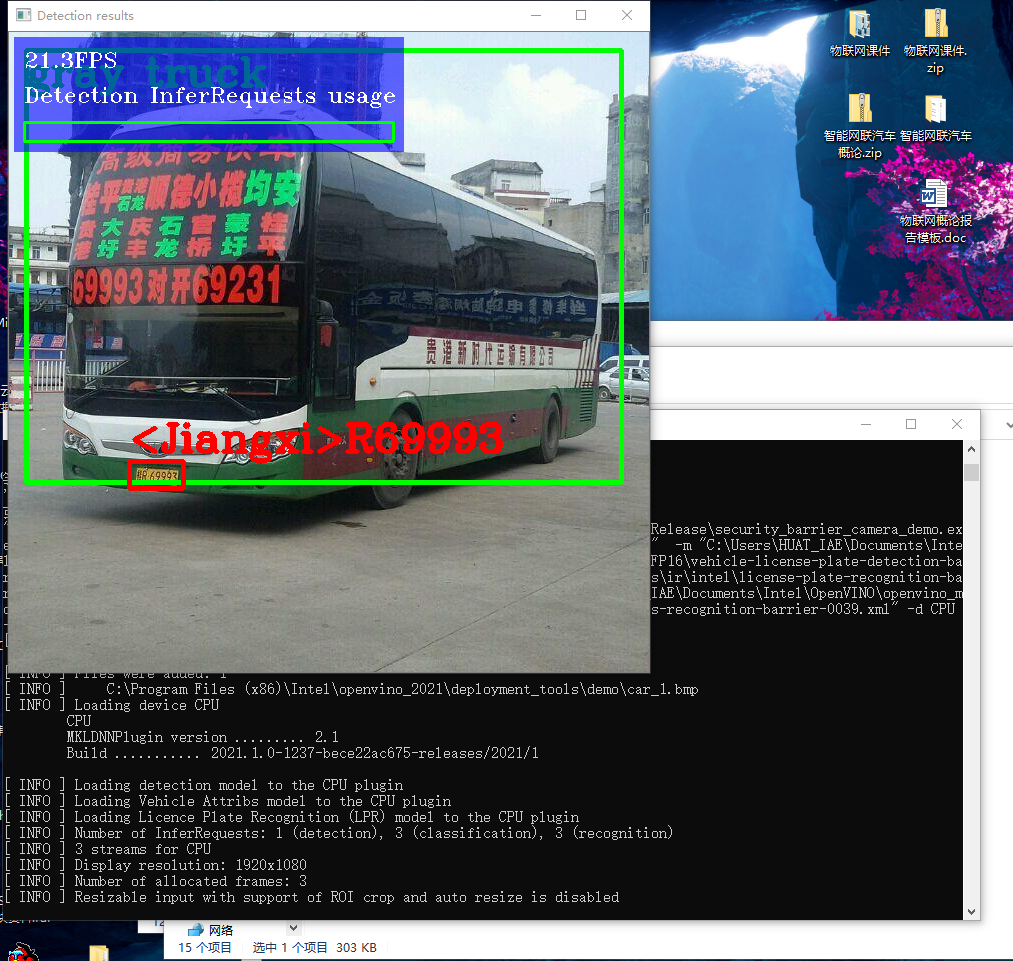 Detection results
21.3FPS
gray truck
Detection InferRequests usage
高级商务快车
桂平 贵港石龙 顺德小榄 均安
大圩 庆丰 石龙 官桥 蒙圩 桂平
69993对开69231
贵港新时代运输有限公司
<Jiangxi>R69993
R69993
物联网课件
物联网课件.
zip
智能网联汽车
概论.zip
智能网联汽车
物联网概论报
告模板.doc
Release\security_barrier_camera_demo.ex
" -m "C:\Users\HUAT_IAE\Documents\Inte
FP16\vehicle-license-plate-detection-ba
s\ir\intel\license-plate-recognition-ba
IAE\Documents\Intel\OpenVINO\openvino_m
s-recognition-barrier-0039.xml" -d CPU
[ INFO ] Files were added: 1
[ INFO ]     C:\Program Files (x86)\Intel\openvino_2021\deployment_tools\demo\car_1.bmp
[ INFO ] Loading device CPU
CPU
MKLDNNPlugin version ......... 2.1
Build ........... 2021.1.0-1237-bece22ac675-releases/2021/1
[ INFO ] Loading detection model to the CPU plugin
[ INFO ] Loading Vehicle Attribs model to the CPU plugin
[ INFO ] Loading Licence Plate Recognition (LPR) model to the CPU plugin
[ INFO ] Number of InferRequests: 1 (detection), 3 (classification), 3 (recognition)
[ INFO ] 3 streams for CPU
[ INFO ] Display resolution: 1920x1080
[ INFO ] Number of allocated frames: 3
[ INFO ] Resizable input with support of ROI crop and auto resize is disabled
网络
15 个项目 选中 1 个项目 303 KB